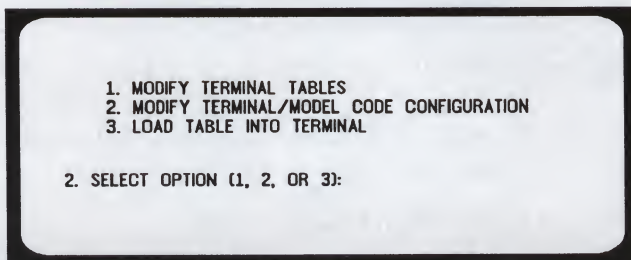 1. MODIFY TERMINAL TABLES
2. MODIFY TERMINAL/MODEL CODE CONFIGURATION
3. LOAD TABLE INTO TERMINAL
2. SELECT OPTION (1, 2, OR 3):